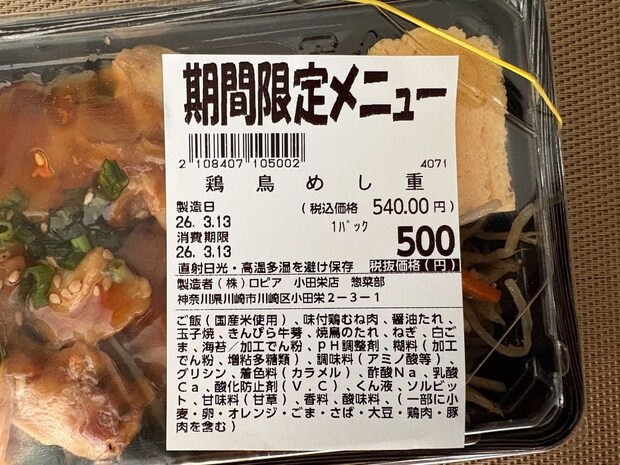 期間限定メニュー
2 108407 105002
4071
鶏鳥めし重
製造日 (税込価格 540.00円)
26. 3.13 1パック
消費期限 500
26. 3.13
直射日光・高温多湿を避け保存 税抜価格(円)
製造者(株)ロピア 小田栄店 惣菜部
神奈川県川崎市川崎区小田栄2-3-1
ご飯(国産米使用)、味付鶏むね肉、醤油たれ、
玉子焼、きんぴら牛蒡、焼鳥のたれ、ねぎ、白ご
ま、海苔/加工でん粉、PH調整剤、糊料(加工
でん粉、増粘多糖類)、調味料(アミノ酸等)、
グリシン、着色料(カラメル)、酢酸Na、乳酸
Ca、酸化防止剤(V.C)、くん液、ソルビッ
ト、甘味料(甘草)、香料、酸味料、(一部に小
麦・卵・オレンジ・ごま・さば・大豆・鶏肉・豚
肉を含む)